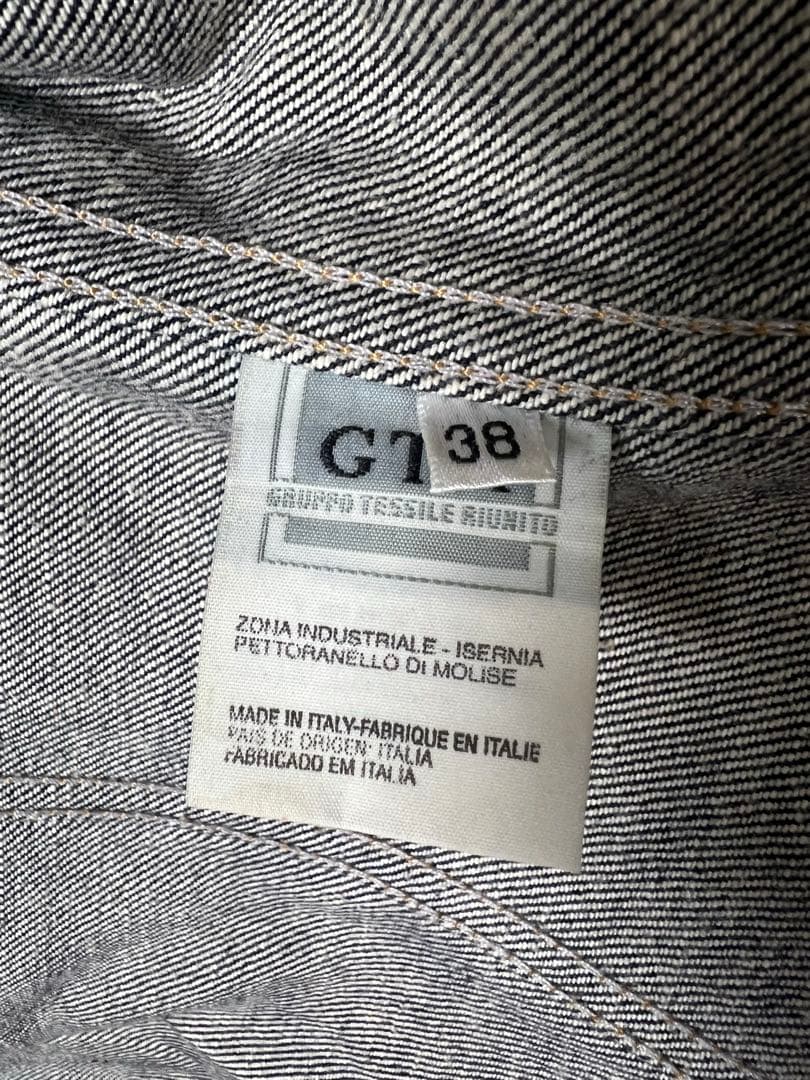 GT
38
GRUPPO TESSILE RIUNITO
ZONA INDUSTRIALE - ISERNIA
PETTORANELLO DI MOLISE
MADE IN ITALY-FABRIQUE EN ITALIE
PAIS DE ORIGEN: ITALIA
FABRICADO EM ITALIA